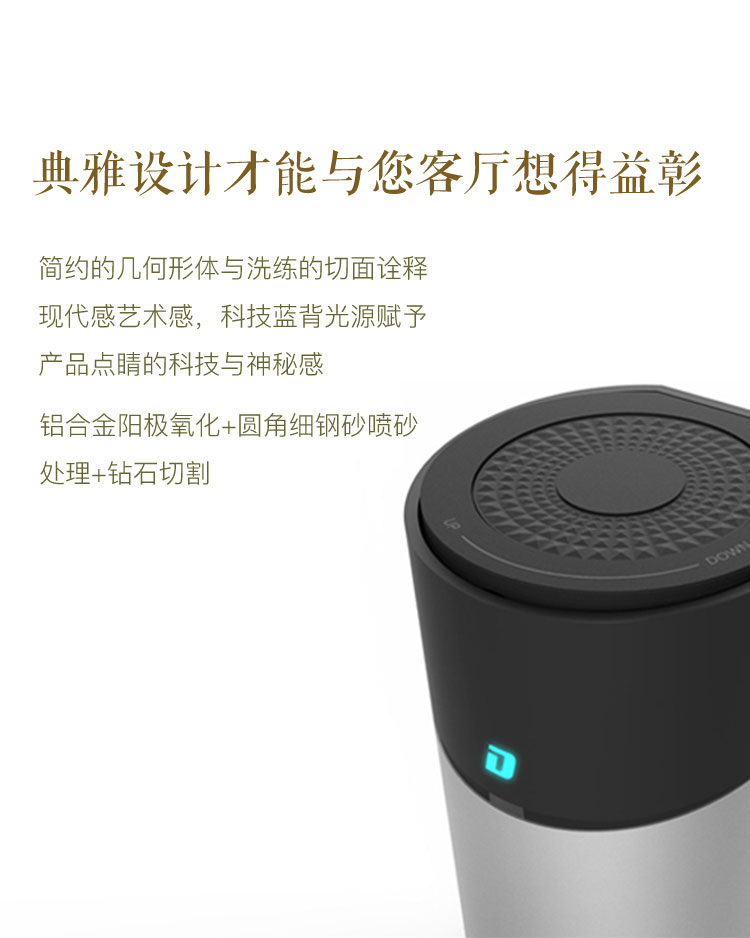 典雅设计才能与您客厅想得益彰
简约的几何形体与洗练的切面诠释
现代感艺术感，科技蓝背光源赋予
产品点睛的科技与神秘感
铝合金阳极氧化+圆角细钢砂喷砂
处理+钻石切割
UP
DOWN
D